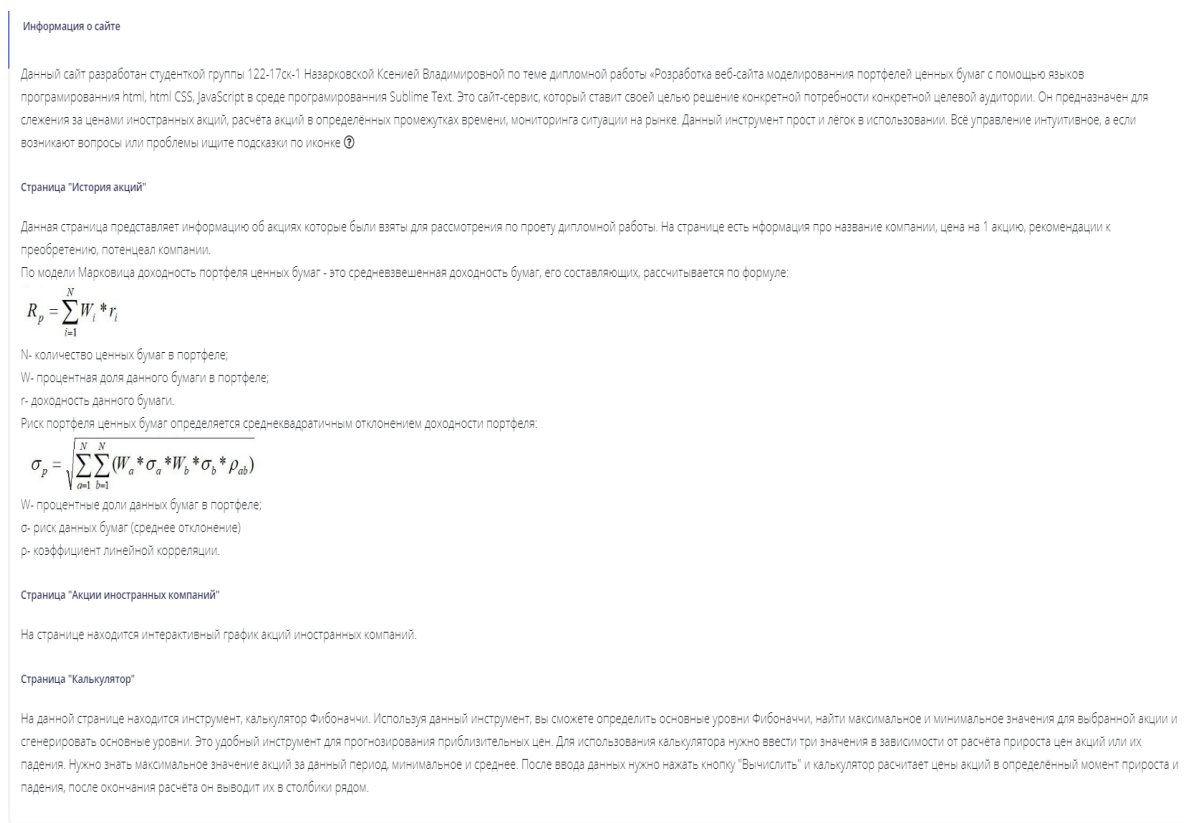 Информация о сайте
Данный сайт разработан студенткой группы 122-17ск-1 Назарковской Ксенией Владимировной по теме дипломной работы «Розработка веб-сайта моделированния портфелей ценных бумаг с помощью языков
програмированния html, html CSS, JavaScript в среде програмированния Sublime Text. Это сайт-сервис, который ставит своей целью решение конкретной потребности конкретной целевой аудитории. Он предназначен для
слежения за ценами иностранных акций, расчёта акций в определённых промежутках времени, мониторинга ситуации на рынке. Данный инструмент прост и лёгок в использовании. Всё управление интуитивное, а если
возникают вопросы или проблемы ищите подсказки по иконке ?
Страница "История акций"
Данная страница представляет информацию об акциях которые были взяты для рассмотрения по проету дипломной работы. На странице есть нформация про название компании, цена на 1 акцию, рекомендации к
преобретению, потенцеал компании.
По модели Марковица доходность портфеля ценных бумаг - это средневзвешенная доходность бумаг, его составляющих, рассчитывается по формуле:
R_p = \sum_{i=1}^{N} W_i * r_i
N- количество ценных бумаг в портфеле;
W- процентная доля данного бумаги в портфеле;
r- доходность данного бумаги.
Риск портфеля ценных бумаг определяется среднеквадратичным отклонением доходности портфеля:
σ_p = \sqrt{\sum_{a=1}^{N} \sum_{b=1}^{N} (W_a * σ_a * W_b * σ_b * ρ_{ab})}
W- процентные доли данных бумаг в портфеле;
σ- риск данных бумаг (среднее отклонение)
ρ- коэффициент линейной корреляции.
Страница "Акции иностранных компаний"
На странице находится интерактивный график акций иностранных компаний.
Страница "Калькулятор"
На данной странице находится инструмент, калькулятор Фибоначчи. Используя данный инструмент, вы сможете определить основные уровни Фибоначчи, найти максимальное и минимальное значения для выбранной акции и
сгенерировать основные уровни. Это удобный инструмент для прогнозирования приблизительных цен. Для использования калькулятора нужно ввести три значения в зависимости от расчёта прироста цен акций или их
падения. Нужно знать максимальное значение акций за данный период, минимальное и среднее. После ввода данных нужно нажать кнопку "Вычислить" и калькулятор расчитает цены акций в определённый момент прироста и
падения, после окончания расчёта он выводит их в столбики рядом.